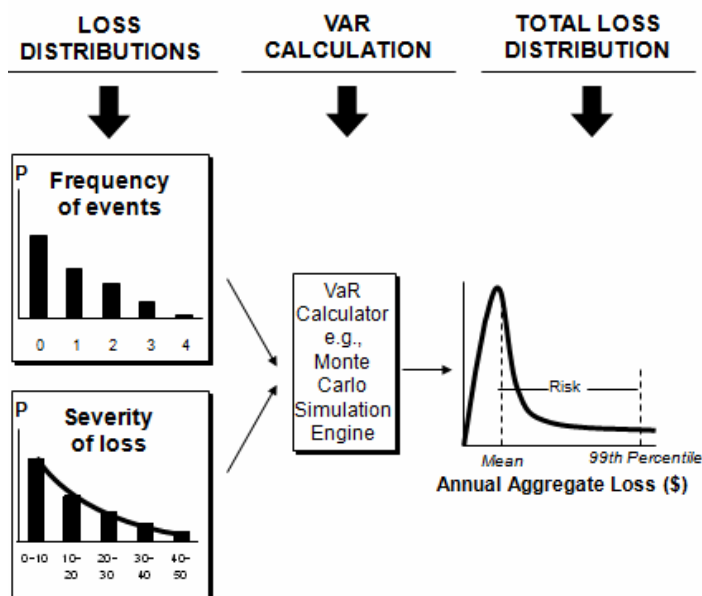 LOSS
DISTRIBUTIONS
VAR
CALCULATION
TOTAL LOSS
DISTRIBUTION
P
Frequency
of events
0 1 2 3 4
P
Severity
of loss
0-10 10-20 20-30 30-40 40-50
VaR
Calculator
e.g.,
Monte
Carlo
Simulation
Engine
Risk
Mean
99th Percentile
Annual Aggregate Loss ($)